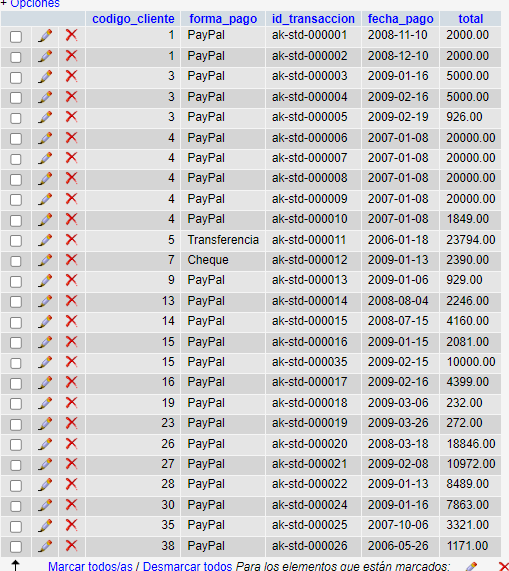 + Opciones
codigo_cliente forma_pago id_transaccion fecha_pago total
1 PayPal ak-std-000001 2008-11-10 2000.00
1 PayPal ak-std-000002 2008-12-10 2000.00
3 PayPal ak-std-000003 2009-01-16 5000.00
3 PayPal ak-std-000004 2009-02-16 5000.00
3 PayPal ak-std-000005 2009-02-19 926.00
4 PayPal ak-std-000006 2007-01-08 20000.00
4 PayPal ak-std-000007 2007-01-08 20000.00
4 PayPal ak-std-000008 2007-01-08 20000.00
4 PayPal ak-std-000009 2007-01-08 20000.00
4 PayPal ak-std-000010 2007-01-08 1849.00
5 Transferencia ak-std-000011 2006-01-18 23794.00
7 Cheque ak-std-000012 2009-01-13 2390.00
9 PayPal ak-std-000013 2009-01-06 929.00
13 PayPal ak-std-000014 2008-08-04 2246.00
14 PayPal ak-std-000015 2008-07-15 4160.00
15 PayPal ak-std-000016 2009-01-15 2081.00
15 PayPal ak-std-000035 2009-02-15 10000.00
16 PayPal ak-std-000017 2009-02-16 4399.00
19 PayPal ak-std-000018 2009-03-06 232.00
23 PayPal ak-std-000019 2009-03-26 272.00
26 PayPal ak-std-000020 2008-03-18 18846.00
27 PayPal ak-std-000021 2009-02-08 10972.00
28 PayPal ak-std-000022 2009-01-13 8489.00
30 PayPal ak-std-000024 2009-01-16 7863.00
35 PayPal ak-std-000025 2007-10-06 3321.00
38 PayPal ak-std-000026 2006-05-26 1171.00
Marcar todos/as / Desmarcar todos Para los elementos que están marcados: